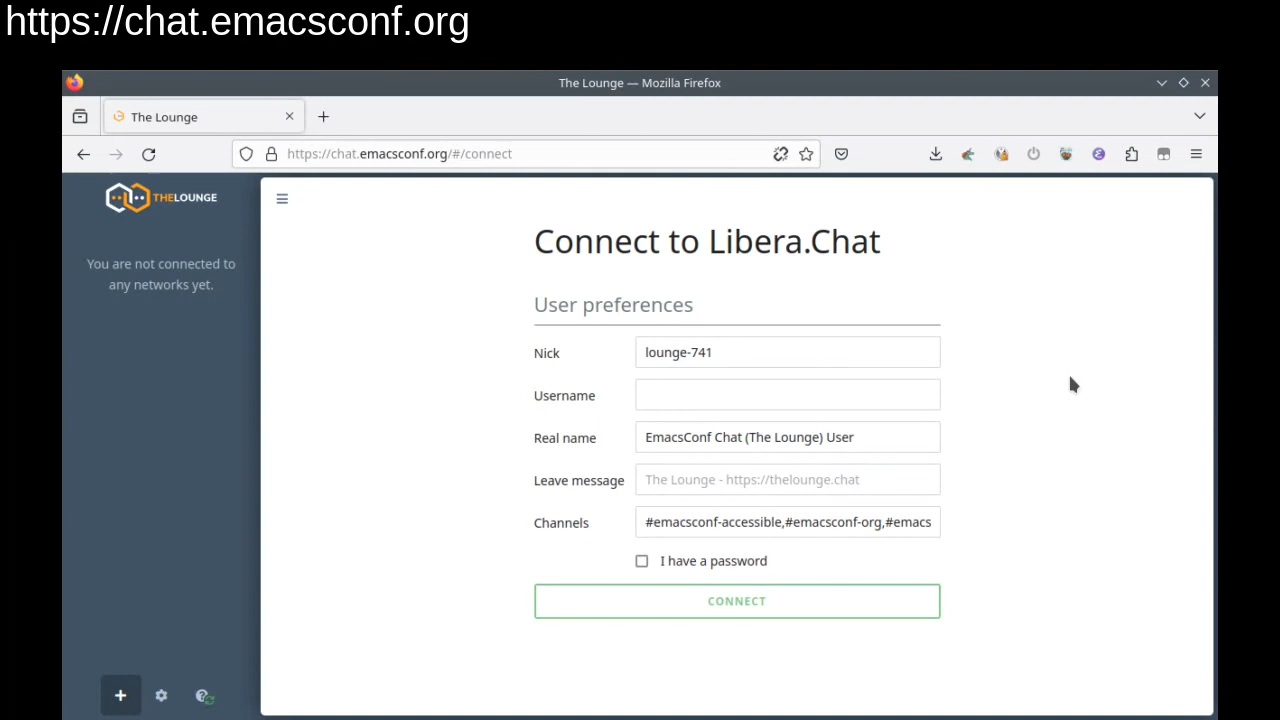 https://chat.emacsconf.org
The Lounge — Mozilla Firefox
The Lounge
https://chat.emacsconf.org/#/connect
THELOUNGE
You are not connected to
any networks yet.
Connect to Libera.Chat
User preferences
Nick
lounge-741
Username
Real name
EmacsConf Chat (The Lounge) User
Leave message
The Lounge - https://thelounge.chat
Channels
#emacsconf-accessible,#emacsconf-org,#emacs
I have a password
CONNECT